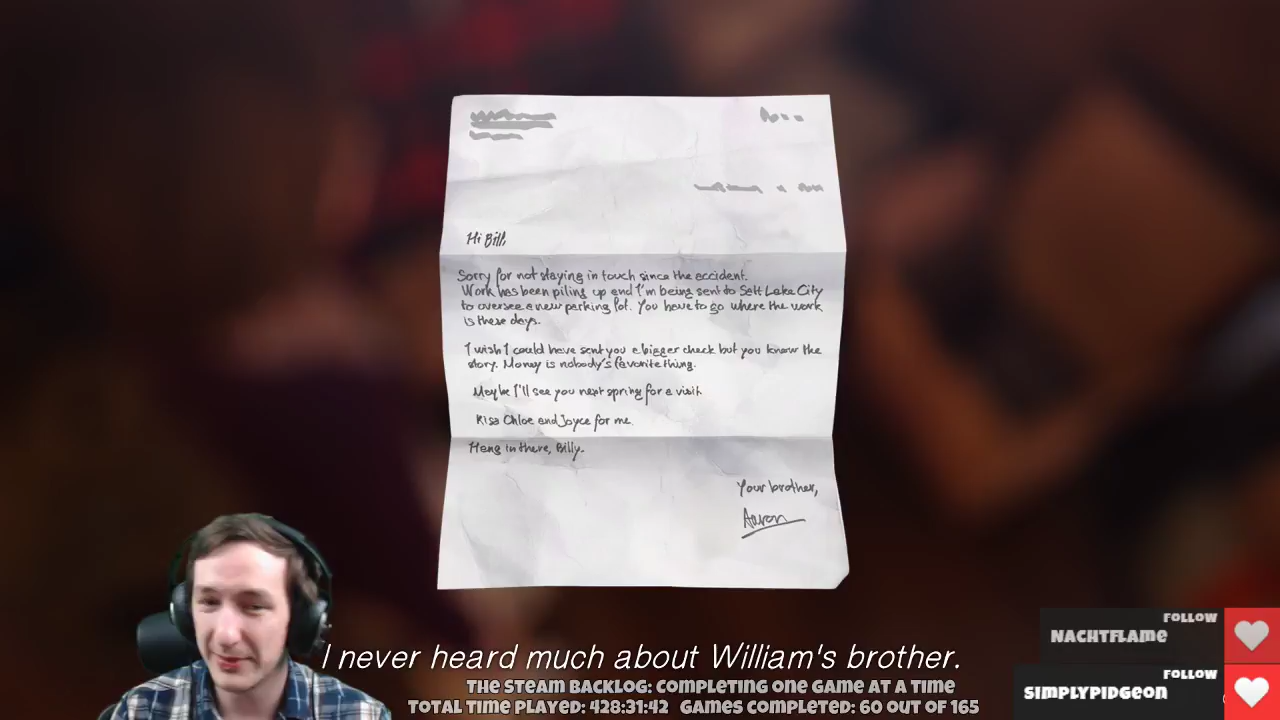 Hi Bill,
Sorry for not staying in touch since the accident.
Work has been piling up and I'm being sent to Salt Lake City
to oversee a new parking lot. You have to go where the work
is these days.
I wish I could have sent you a bigger check but you know the
story. Money is nobody's favorite thing.
Maybe I'll see you next spring for a visit.
Kiss Chloe and Joyce for me.
Hang in there, Billy.
Your brother,
Aaron
I never heard much about William's brother.
THE STEAM BACKLOG: COMPLETING ONE GAME AT A TIME
TOTAL TIME PLAYED: 428:31:42 GAMES COMPLETED: 60 OUT OF 165
FOLLOW
NACHTFLAME
FOLLOW
SIMPLYPIDGEON